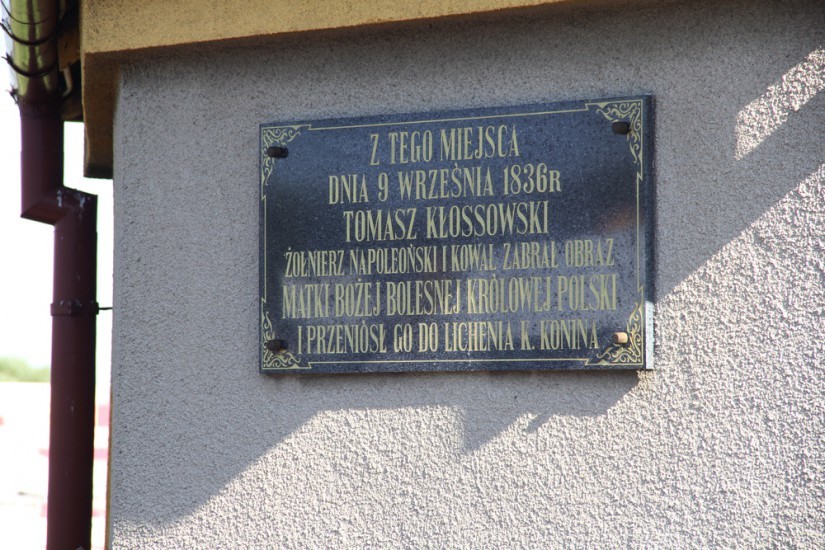 Z TEGO MIEJSCA
DNIA 9 WRZEŚNIA 1836R
TOMASZ KŁOSSOWSKI
ŻOŁNIERZ NAPOLEOŃSKI I KOWAL ZABRAŁ OBRAZ
MATKI BOŻEJ BOLESNEJ KRÓLOWEJ POLSKI
I PRZENIÓSŁ GO DO LICHENIA K. KONINA